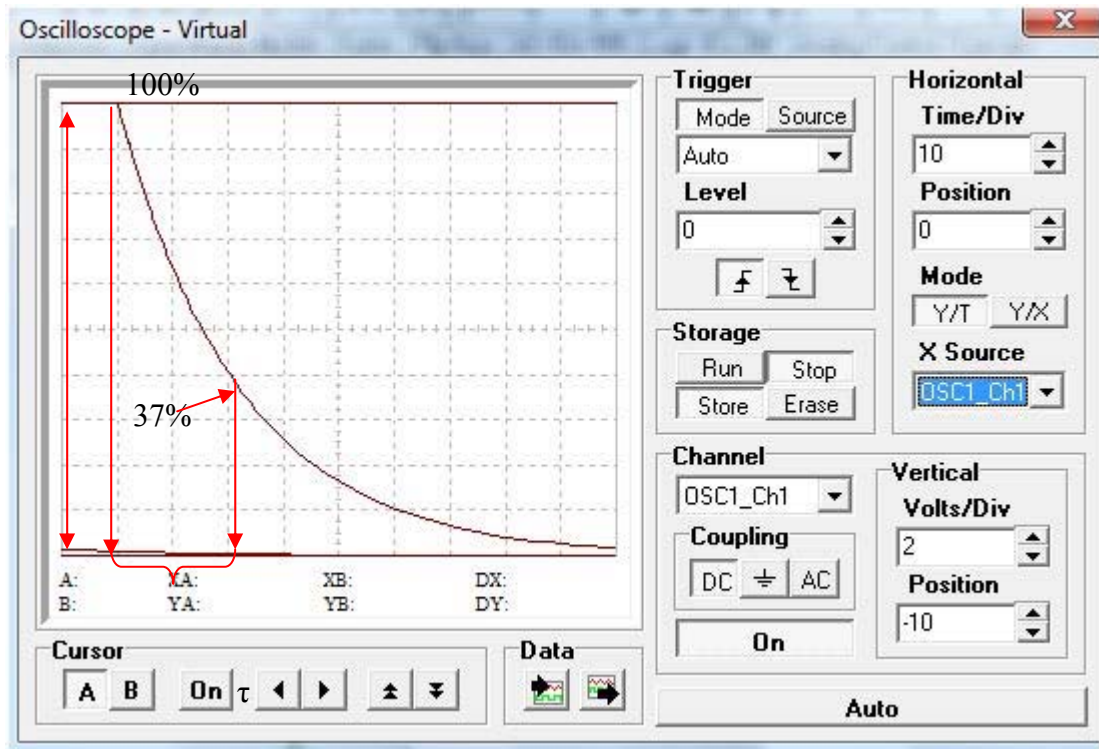 Oscilloscope - Virtual
100%
37%
A: XA: XB: DX:
B: YA: YB: DY:
Cursor
A B On τ
Data
Trigger
Mode Source
Auto
Level
0
Storage
Run Stop
Store Erase
Horizontal
Time/Div
10
Position
0
Mode
Y/T Y/X
X Source
OSC1_Ch1
Channel
OSC1_Ch1
Coupling
DC AC
On
Vertical
Volts/Div
2
Position
-10
Auto